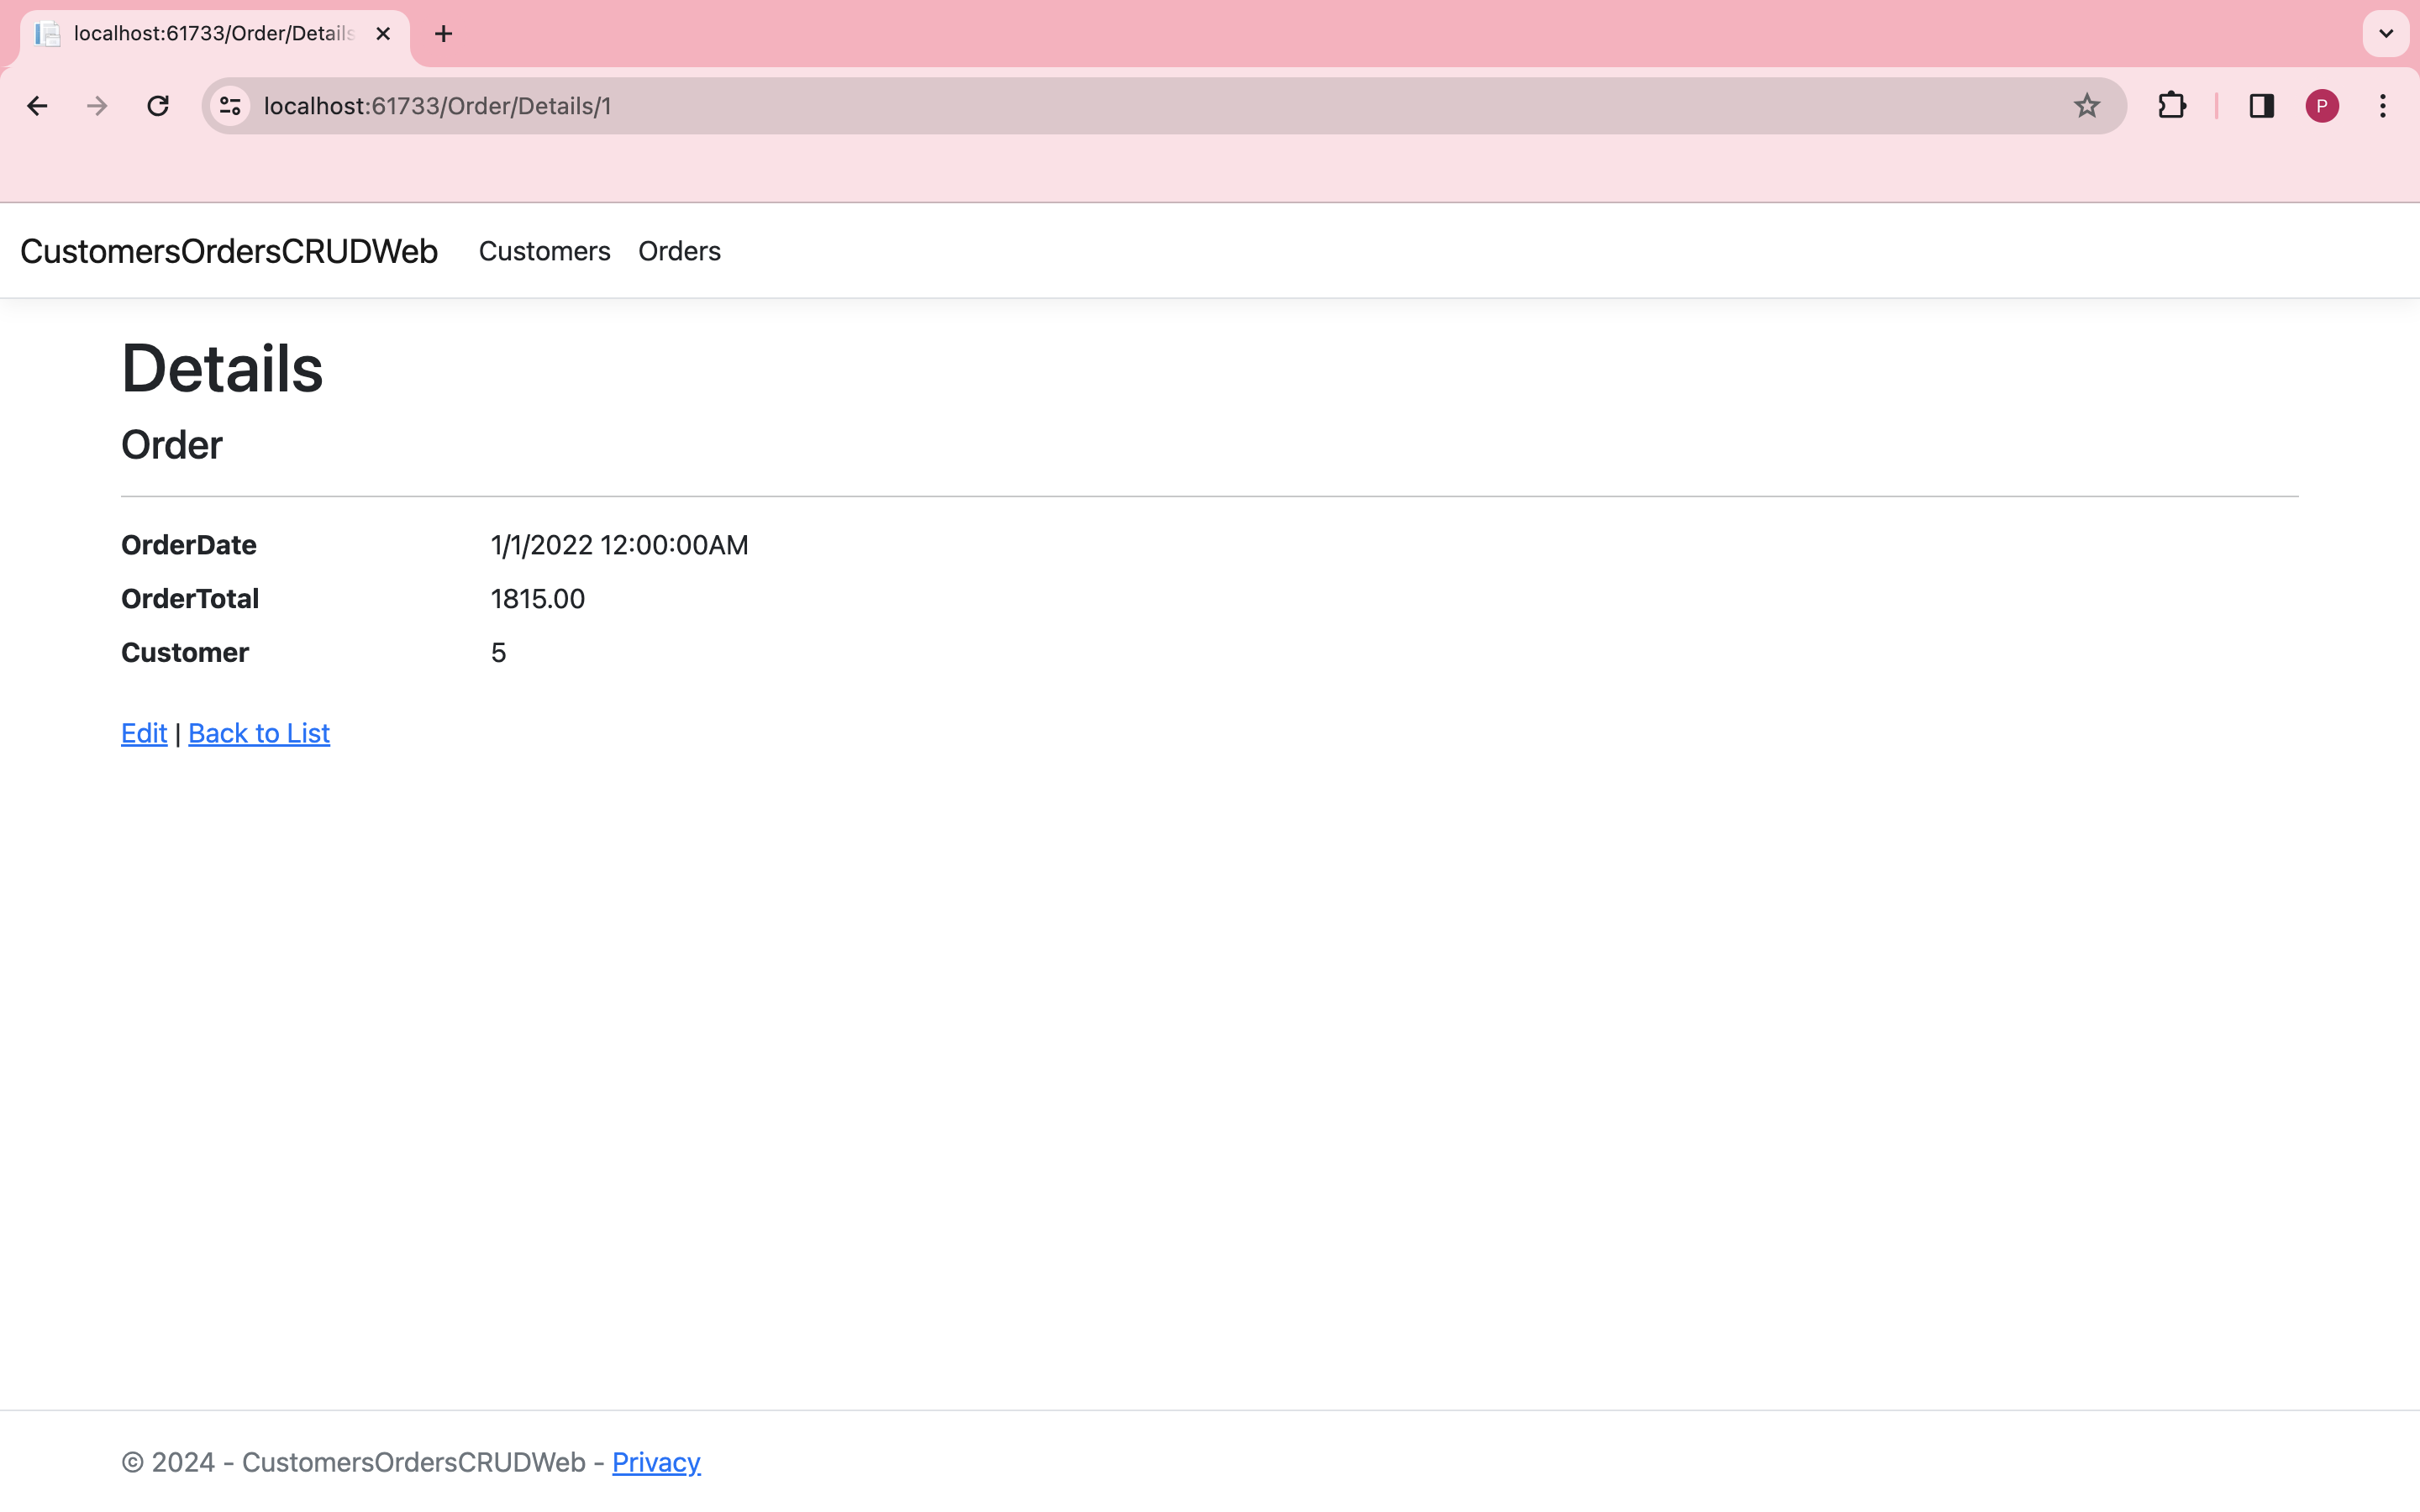 localhost:61733/Order/Details
localhost:61733/Order/Details/1
P
CustomersOrdersCRUDWeb Customers Orders
Details
Order
OrderDate 1/1/2022 12:00:00AM
OrderTotal 1815.00
Customer 5
Edit | Back to List
© 2024 - CustomersOrdersCRUDWeb - Privacy